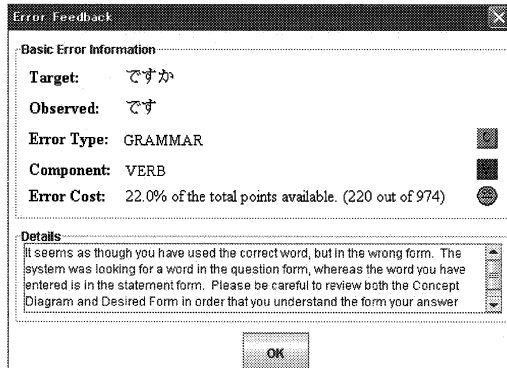 Error Feedback
Basic Error Information
Target: ですか
Observed: です
Error Type: GRAMMAR
Component: VERB
Error Cost: 22.0% of the total points available. (220 out of 974)
Details
It seems as though you have used the correct word, but in the wrong form. The
system was looking for a word in the question form, whereas the word you have
entered is in the statement form. Please be careful to review both the Concept
Diagram and Desired Form in order that you understand the form your answer
OK